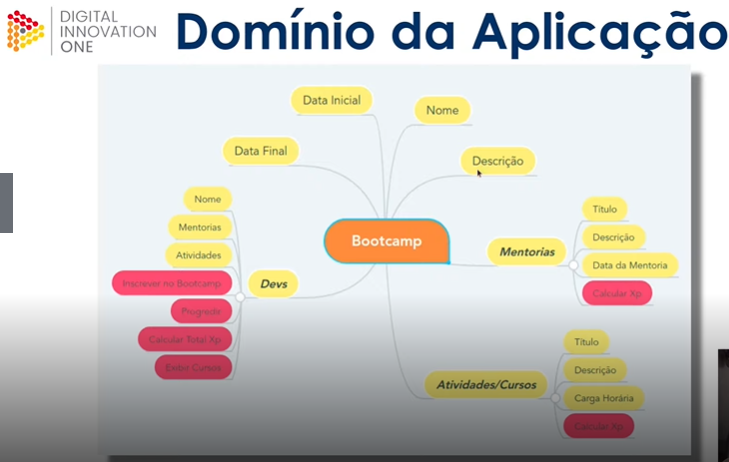 DIGITAL
INNOVATION
ONE
Domínio da Aplicação
Data Inicial
Nome
Data Final
Descrição
Bootcamp
Nome
Mentorias
Atividades
Inscrever no Bootcamp
Progredir
Calcular Total Xp
Exibir Cursos
Devs
Mentorias
Título
Descrição
Data da Mentoria
Calcular Xp
Atividades/Cursos
Título
Descrição
Carga Horária
Calcular Xp